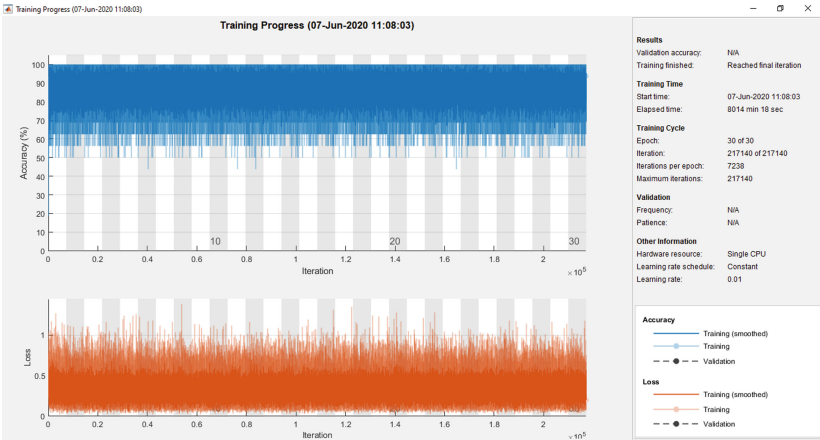 Training Progress (07-Jun-2020 11:08:03)
Training Progress (07-Jun-2020 11:08:03)
100
90
80
70
60
50
40
30
20
10
0
Accuracy (%)
10
20
30
0
0.2
0.4
0.6
0.8
1
1.2
1.4
1.6
1.8
2
×10⁵
Iteration
1
0.5
0
Loss
0
0.2
0.4
0.6
0.8
1
1.2
1.4
1.6
1.8
2
×10⁵
Iteration
Results
Validation accuracy: N/A
Training finished: Reached final iteration
Training Time
Start time: 07-Jun-2020 11:08:03
Elapsed time: 8014 min 18 sec
Training Cycle
Epoch: 30 of 30
Iteration: 217140 of 217140
Iterations per epoch: 7238
Maximum iterations: 217140
Validation
Frequency: N/A
Patience: N/A
Other Information
Hardware resource: Single CPU
Learning rate schedule: Constant
Learning rate: 0.01
Accuracy
Training (smoothed)
Training
Validation
Loss
Training (smoothed)
Training
Validation